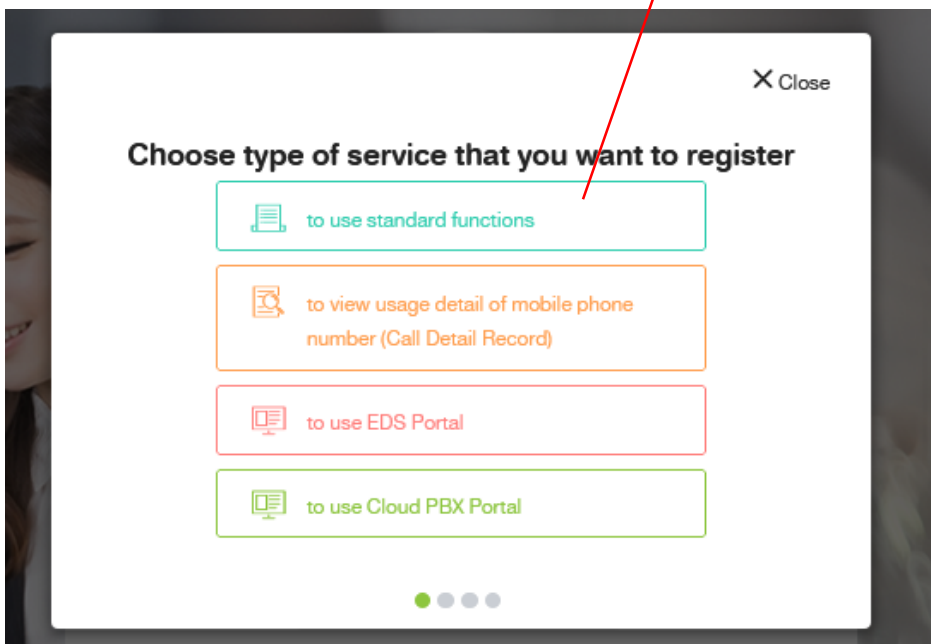 Close
Choose type of service that you want to register
to use standard functions
to view usage detail of mobile phone
number (Call Detail Record)
to use EDS Portal
to use Cloud PBX Portal